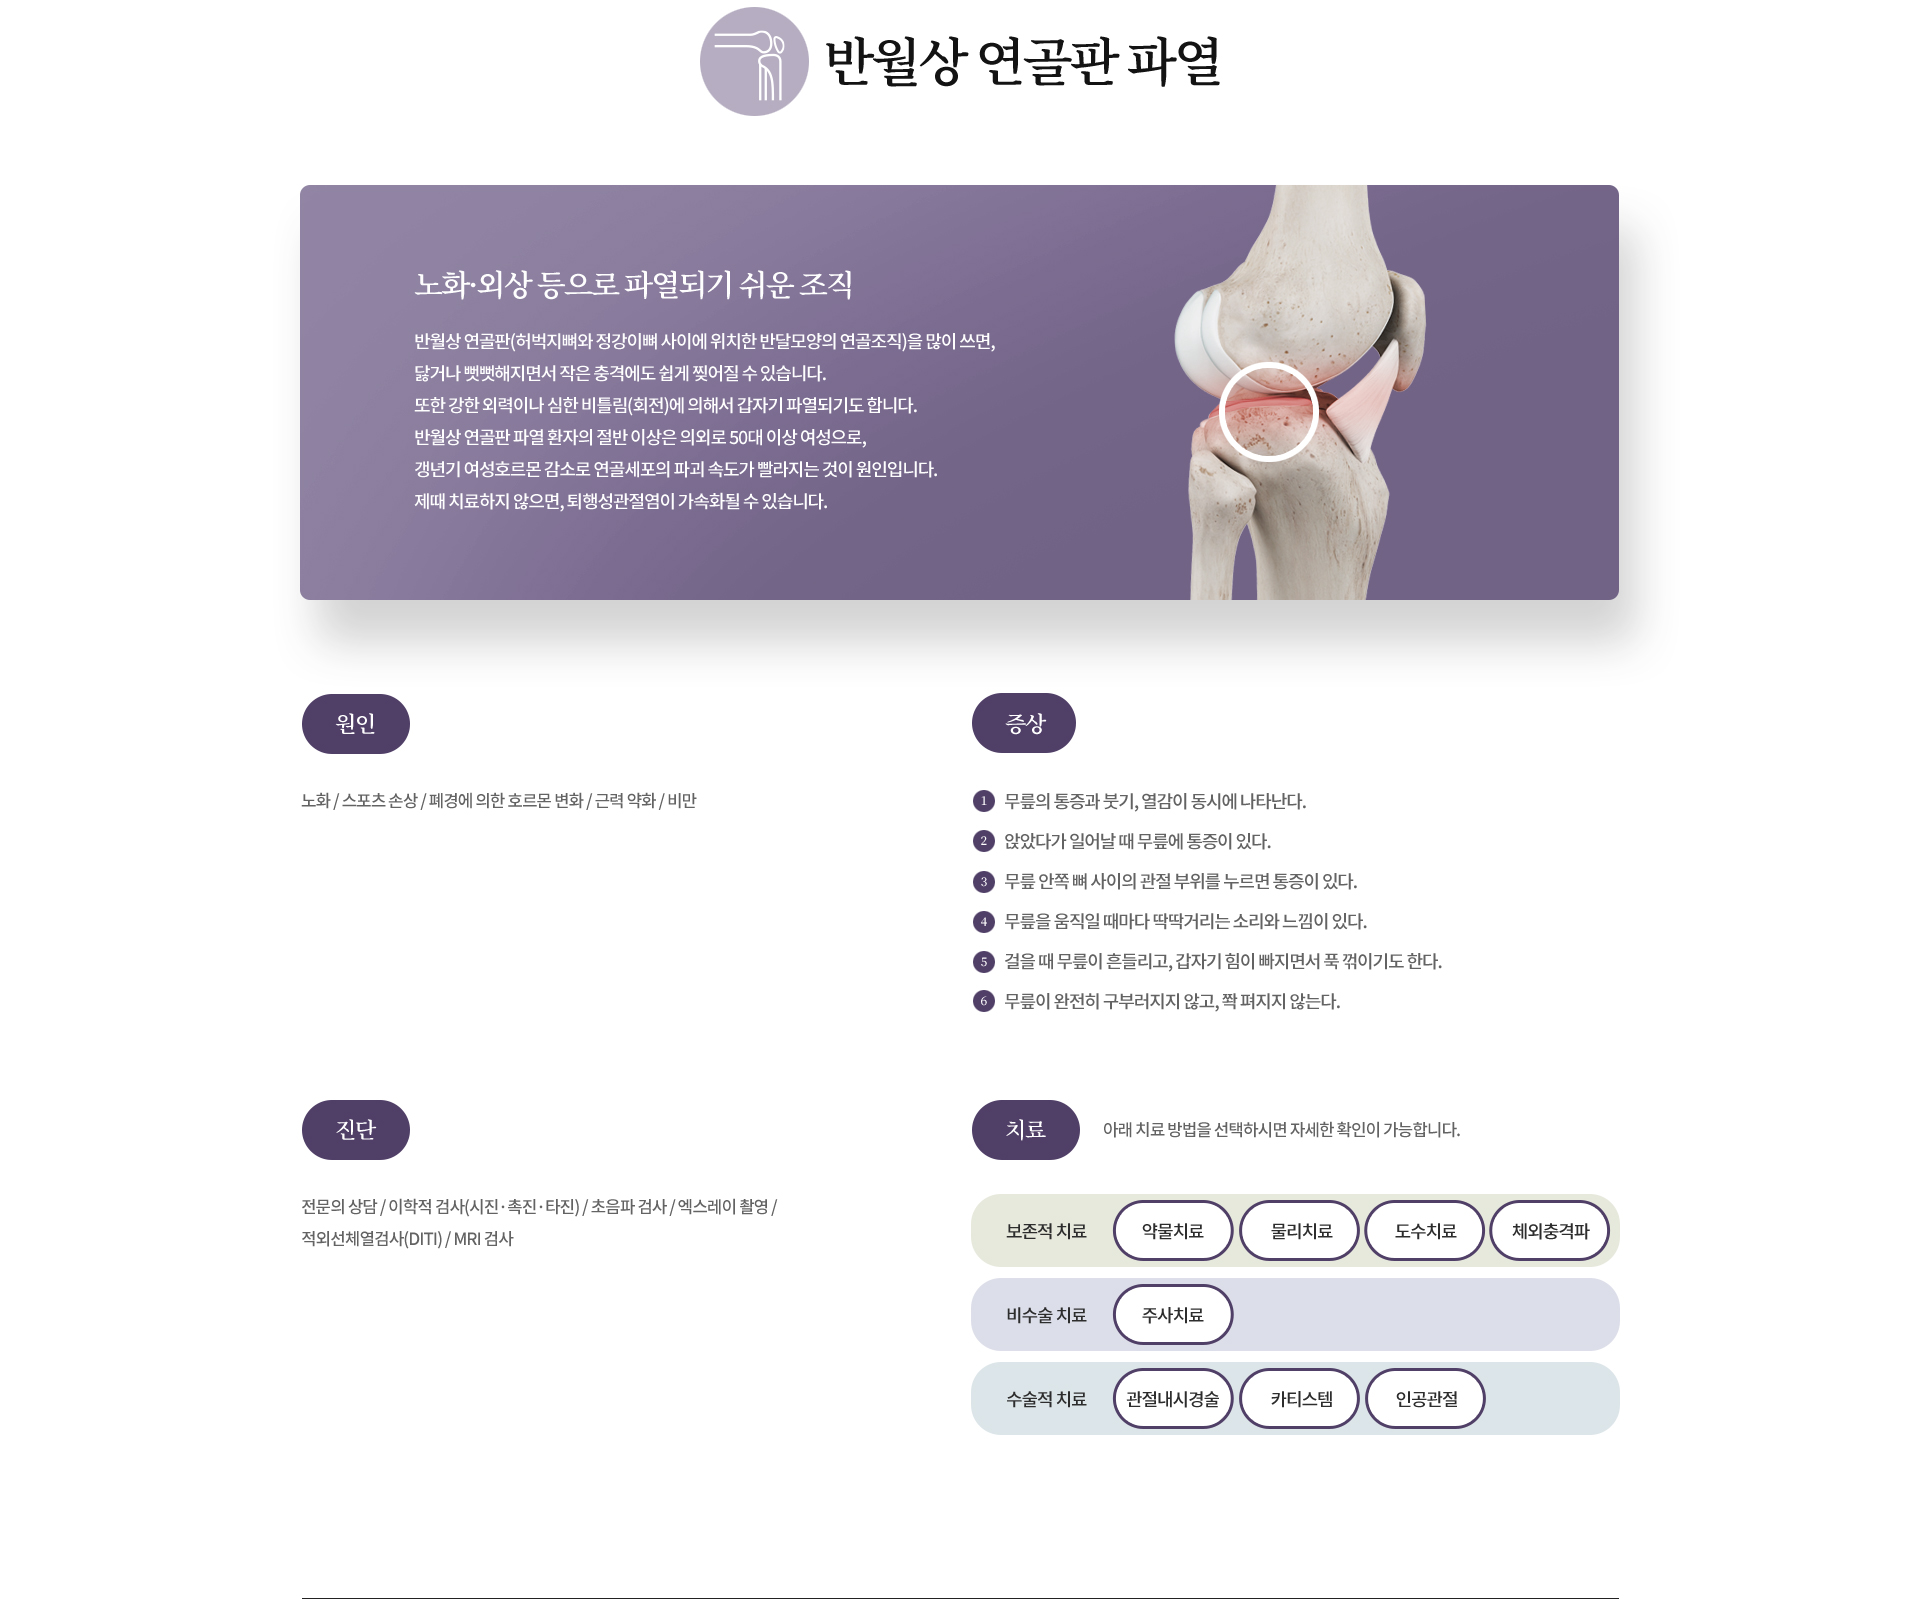 반월상 연골판 파열
노화·외상 등으로 파열되기 쉬운 조직
반월상 연골판(허벅지뼈와 정강이뼈 사이에 위치한 반달모양의 연골조직)을 많이 쓰면,
닳거나 뻣뻣해지면서 작은 충격에도 쉽게 찢어질 수 있습니다.
또한 강한 외력이나 심한 비틀림(회전)에 의해서 갑자기 파열되기도 합니다.
반월상 연골판 파열 환자의 절반 이상은 의외로 50대 이상 여성으로,
갱년기 여성호르몬 감소로 연골세포의 파괴 속도가 빨라지는 것이 원인입니다.
제때 치료하지 않으면, 퇴행성관절염이 가속화될 수 있습니다.
원인
노화 / 스포츠 손상 / 폐경에 의한 호르몬 변화 / 근력 약화 / 비만
증상
1 무릎의 통증과 붓기, 열감이 동시에 나타난다.
2 앉았다가 일어날 때 무릎에 통증이 있다.
3 무릎 안쪽 뼈 사이의 관절 부위를 누르면 통증이 있다.
4 무릎을 움직일 때마다 딱딱거리는 소리와 느낌이 있다.
5 걸을 때 무릎이 흔들리고, 갑자기 힘이 빠지면서 푹 꺾이기도 한다.
6 무릎이 완전히 구부러지지 않고, 쫙 펴지지 않는다.
진단
전문의 상담 / 이학적 검사(시진·촉진·타진) / 초음파 검사 / 엑스레이 촬영 /
적외선체열검사(DITI) / MRI 검사
치료 아래 치료 방법을 선택하시면 자세한 확인이 가능합니다.
보존적 치료 약물치료 물리치료 도수치료 체외충격파
비수술 치료 주사치료
수술적 치료 관절내시경술 카티스템 인공관절